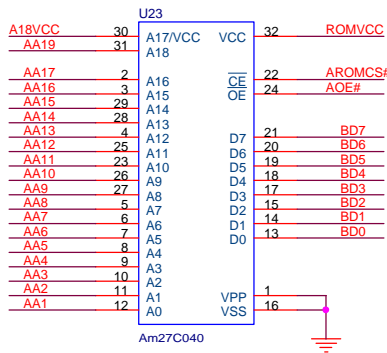 U23
A18VCC 30 A17/VCC VCC 32 ROMVCC
AA19 31 A18
AA17 2 A16 CE 22 AROMCS#
AA16 3 A15 OE 24 AOE#
AA15 29 A14
AA14 28 A13
AA13 4 A12 D7 21 BD7
AA12 25 A11 D6 20 BD6
AA11 23 A10 D5 19 BD5
AA10 26 A9 D4 18 BD4
AA9 27 A8 D3 17 BD3
AA8 5 A7 D2 15 BD2
AA7 6 A6 D1 14 BD1
AA6 7 A5 D0 13 BD0
AA5 8 A4
AA4 9 A3
AA3 10 A2
AA2 11 A1 VPP 1
AA1 12 A0 VSS 16
Am27C040